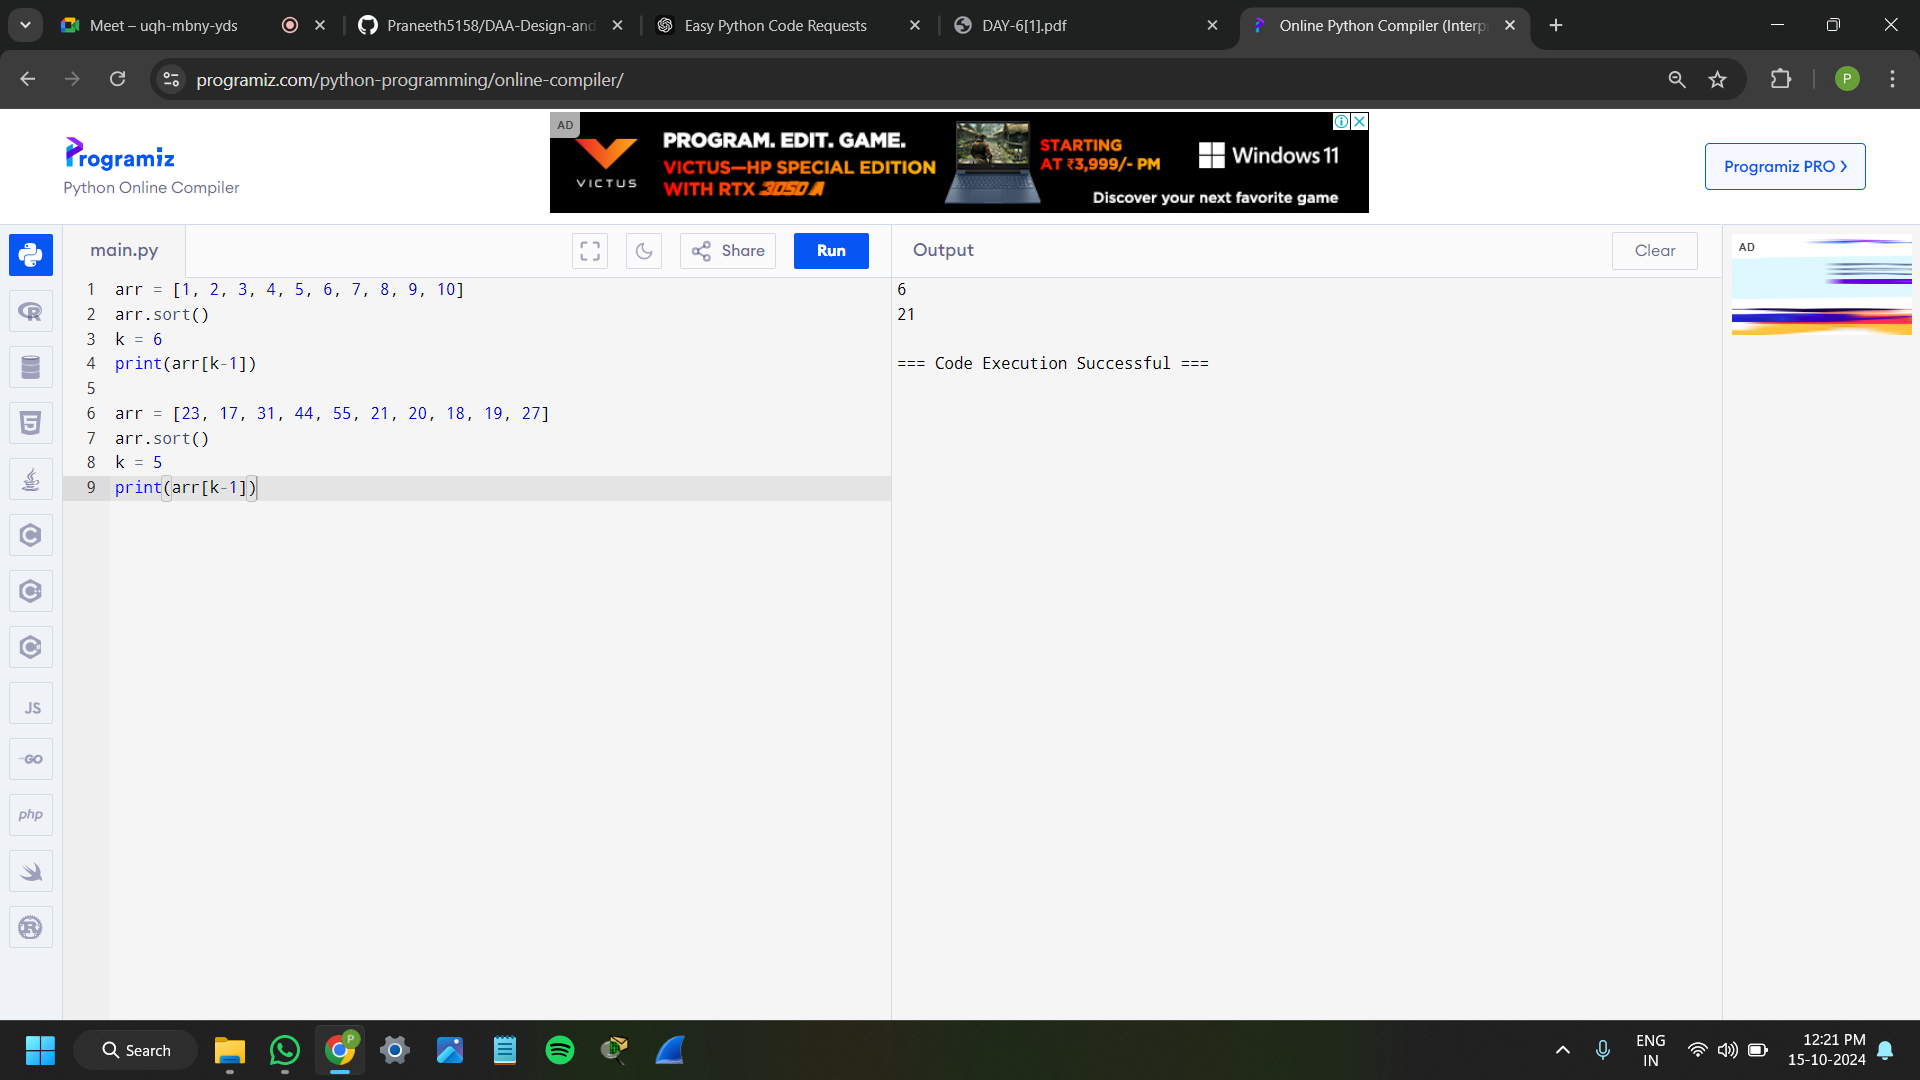 Meet – uqh-mbny-yds
Praneeth5158/DAA-Design-and
Easy Python Code Requests
DAY-6[1].pdf
Online Python Compiler (Interp
programiz.com/python-programming/online-compiler/
P
Programiz
Python Online Compiler
AD
VICTUS
PROGRAM. EDIT. GAME.
VICTUS—HP SPECIAL EDITION
WITH RTX 3050 A
STARTING
AT ₹3,999/- PM
Windows 11
Discover your next favorite game
Programiz PRO
main.py
Share
Run
Output
Clear
AD
1 arr = [1, 2, 3, 4, 5, 6, 7, 8, 9, 10]
2 arr.sort()
3 k = 6
4 print(arr[k-1])
5
6 arr = [23, 17, 31, 44, 55, 21, 20, 18, 19, 27]
7 arr.sort()
8 k = 5
9 print(arr[k-1])
6
21
=== Code Execution Successful ===
JS
GO
php
Search
P
ENG
IN
12:21 PM
15-10-2024